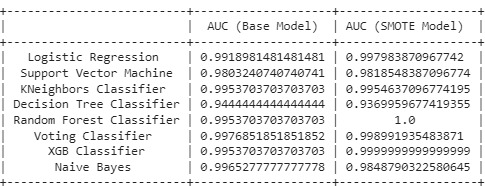 AUC (Base Model) AUC (SMOTE Model)
Logistic Regression 0.9918981481481481 0.997983870967742
Support Vector Machine 0.9803240740740741 0.9818548387096774
KNeighbors Classifier 0.9953703703703703 0.9954637096774195
Decision Tree Classifier 0.9444444444444444 0.9369959677419355
Random Forest Classifier 0.9953703703703703 1.0
Voting Classifier 0.9976851851851852 0.998991935483871
XGB Classifier 0.9953703703703703 0.9999999999999999
Naive Bayes 0.9965277777777778 0.9848790322580645